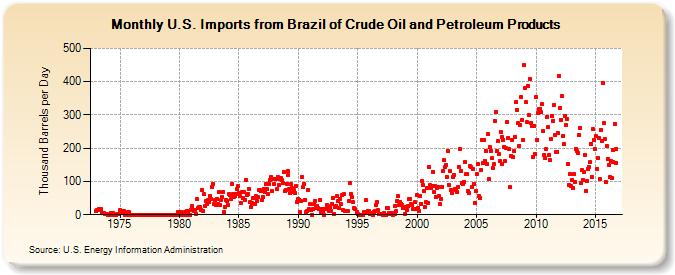 Monthly U.S. Imports from Brazil of Crude Oil and Petroleum Products
Thousand Barrels per Day
500
400
300
200
100
0
1975 1980 1985 1990 1995 2000 2005 2010 2015
Source: U.S. Energy Information Administration